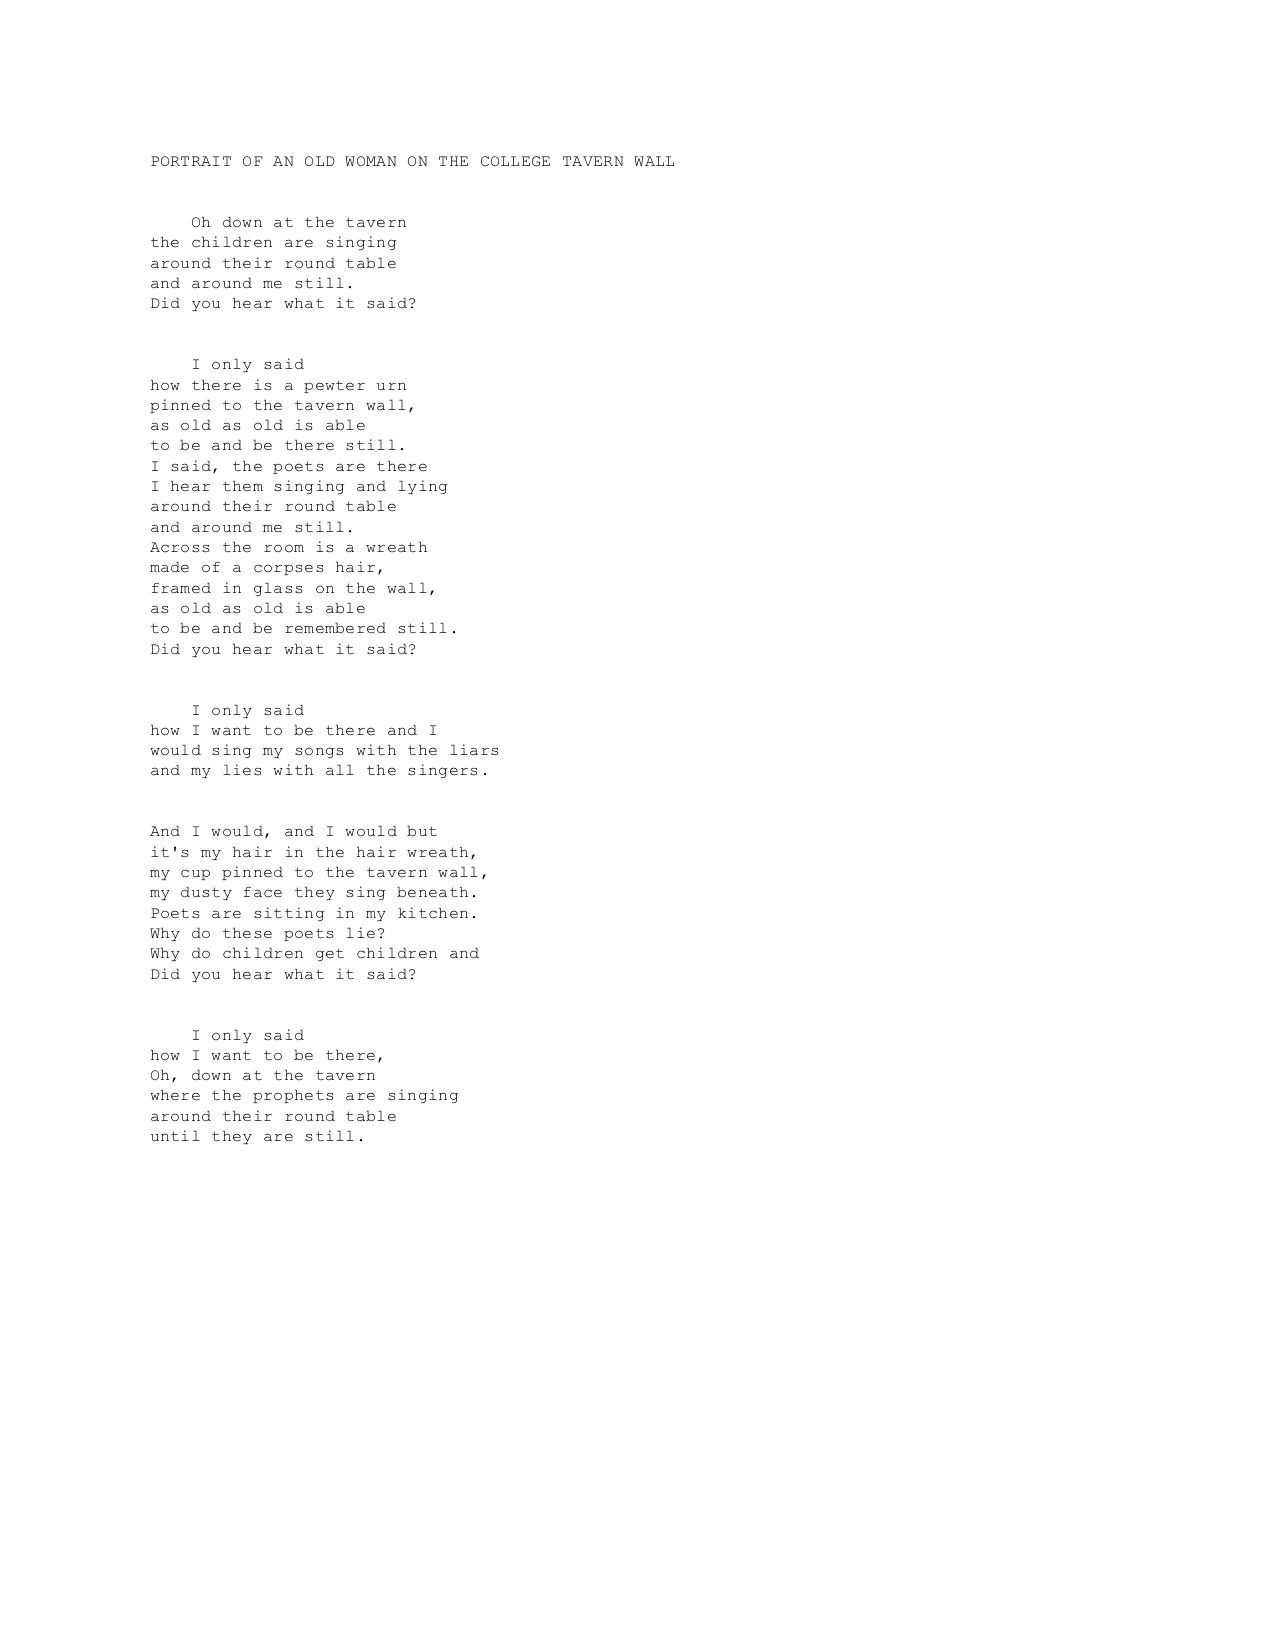 PORTRAIT OF AN OLD WOMAN ON THE COLLEGE TAVERN WALL
Oh down at the tavern
the children are singing
around their round table
and around me still.
Did you hear what it said?
I only said
how there is a pewter urn
pinned to the tavern wall,
as old as old is able
to be and be there still.
I said, the poets are there
I hear them singing and lying
around their round table
and around me still.
Across the room is a wreath
made of a corpses hair,
framed in glass on the wall,
as old as old is able
to be and be remembered still.
Did you hear what it said?
I only said
how I want to be there and I
would sing my songs with the liars
and my lies with all the singers.
And I would, and I would but
it's my hair in the hair wreath,
my cup pinned to the tavern wall,
my dusty face they sing beneath.
Poets are sitting in my kitchen.
Why do these poets lie?
Why do children get children and
Did you hear what it said?
I only said
how I want to be there,
Oh, down at the tavern
where the prophets are singing
around their round table
until they are still.